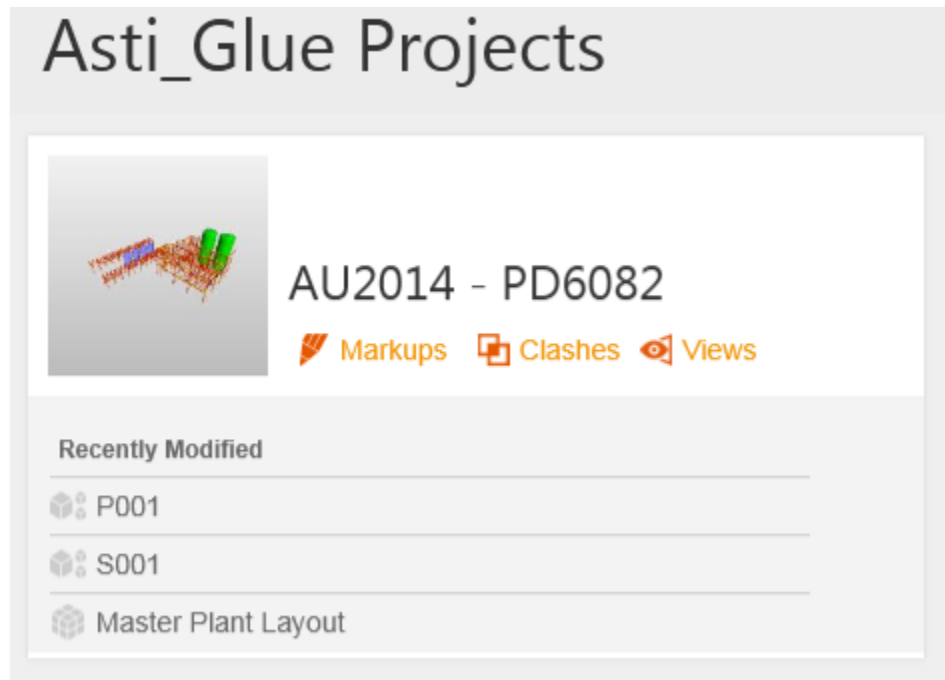 Asti_Glue Projects
AU2014 - PD6082
Markups Clashes Views
Recently Modified
P001
S001
Master Plant Layout